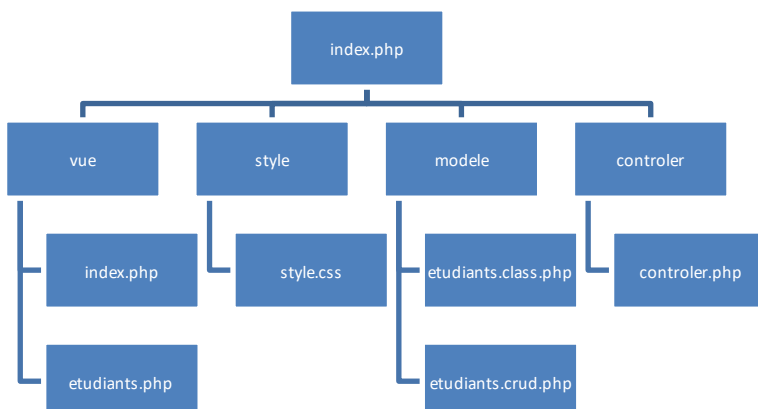 index.php
vue
style
modele
controler
index.php
style.css
etudiants.class.php
controler.php
etudiants.php
etudiants.crud.php